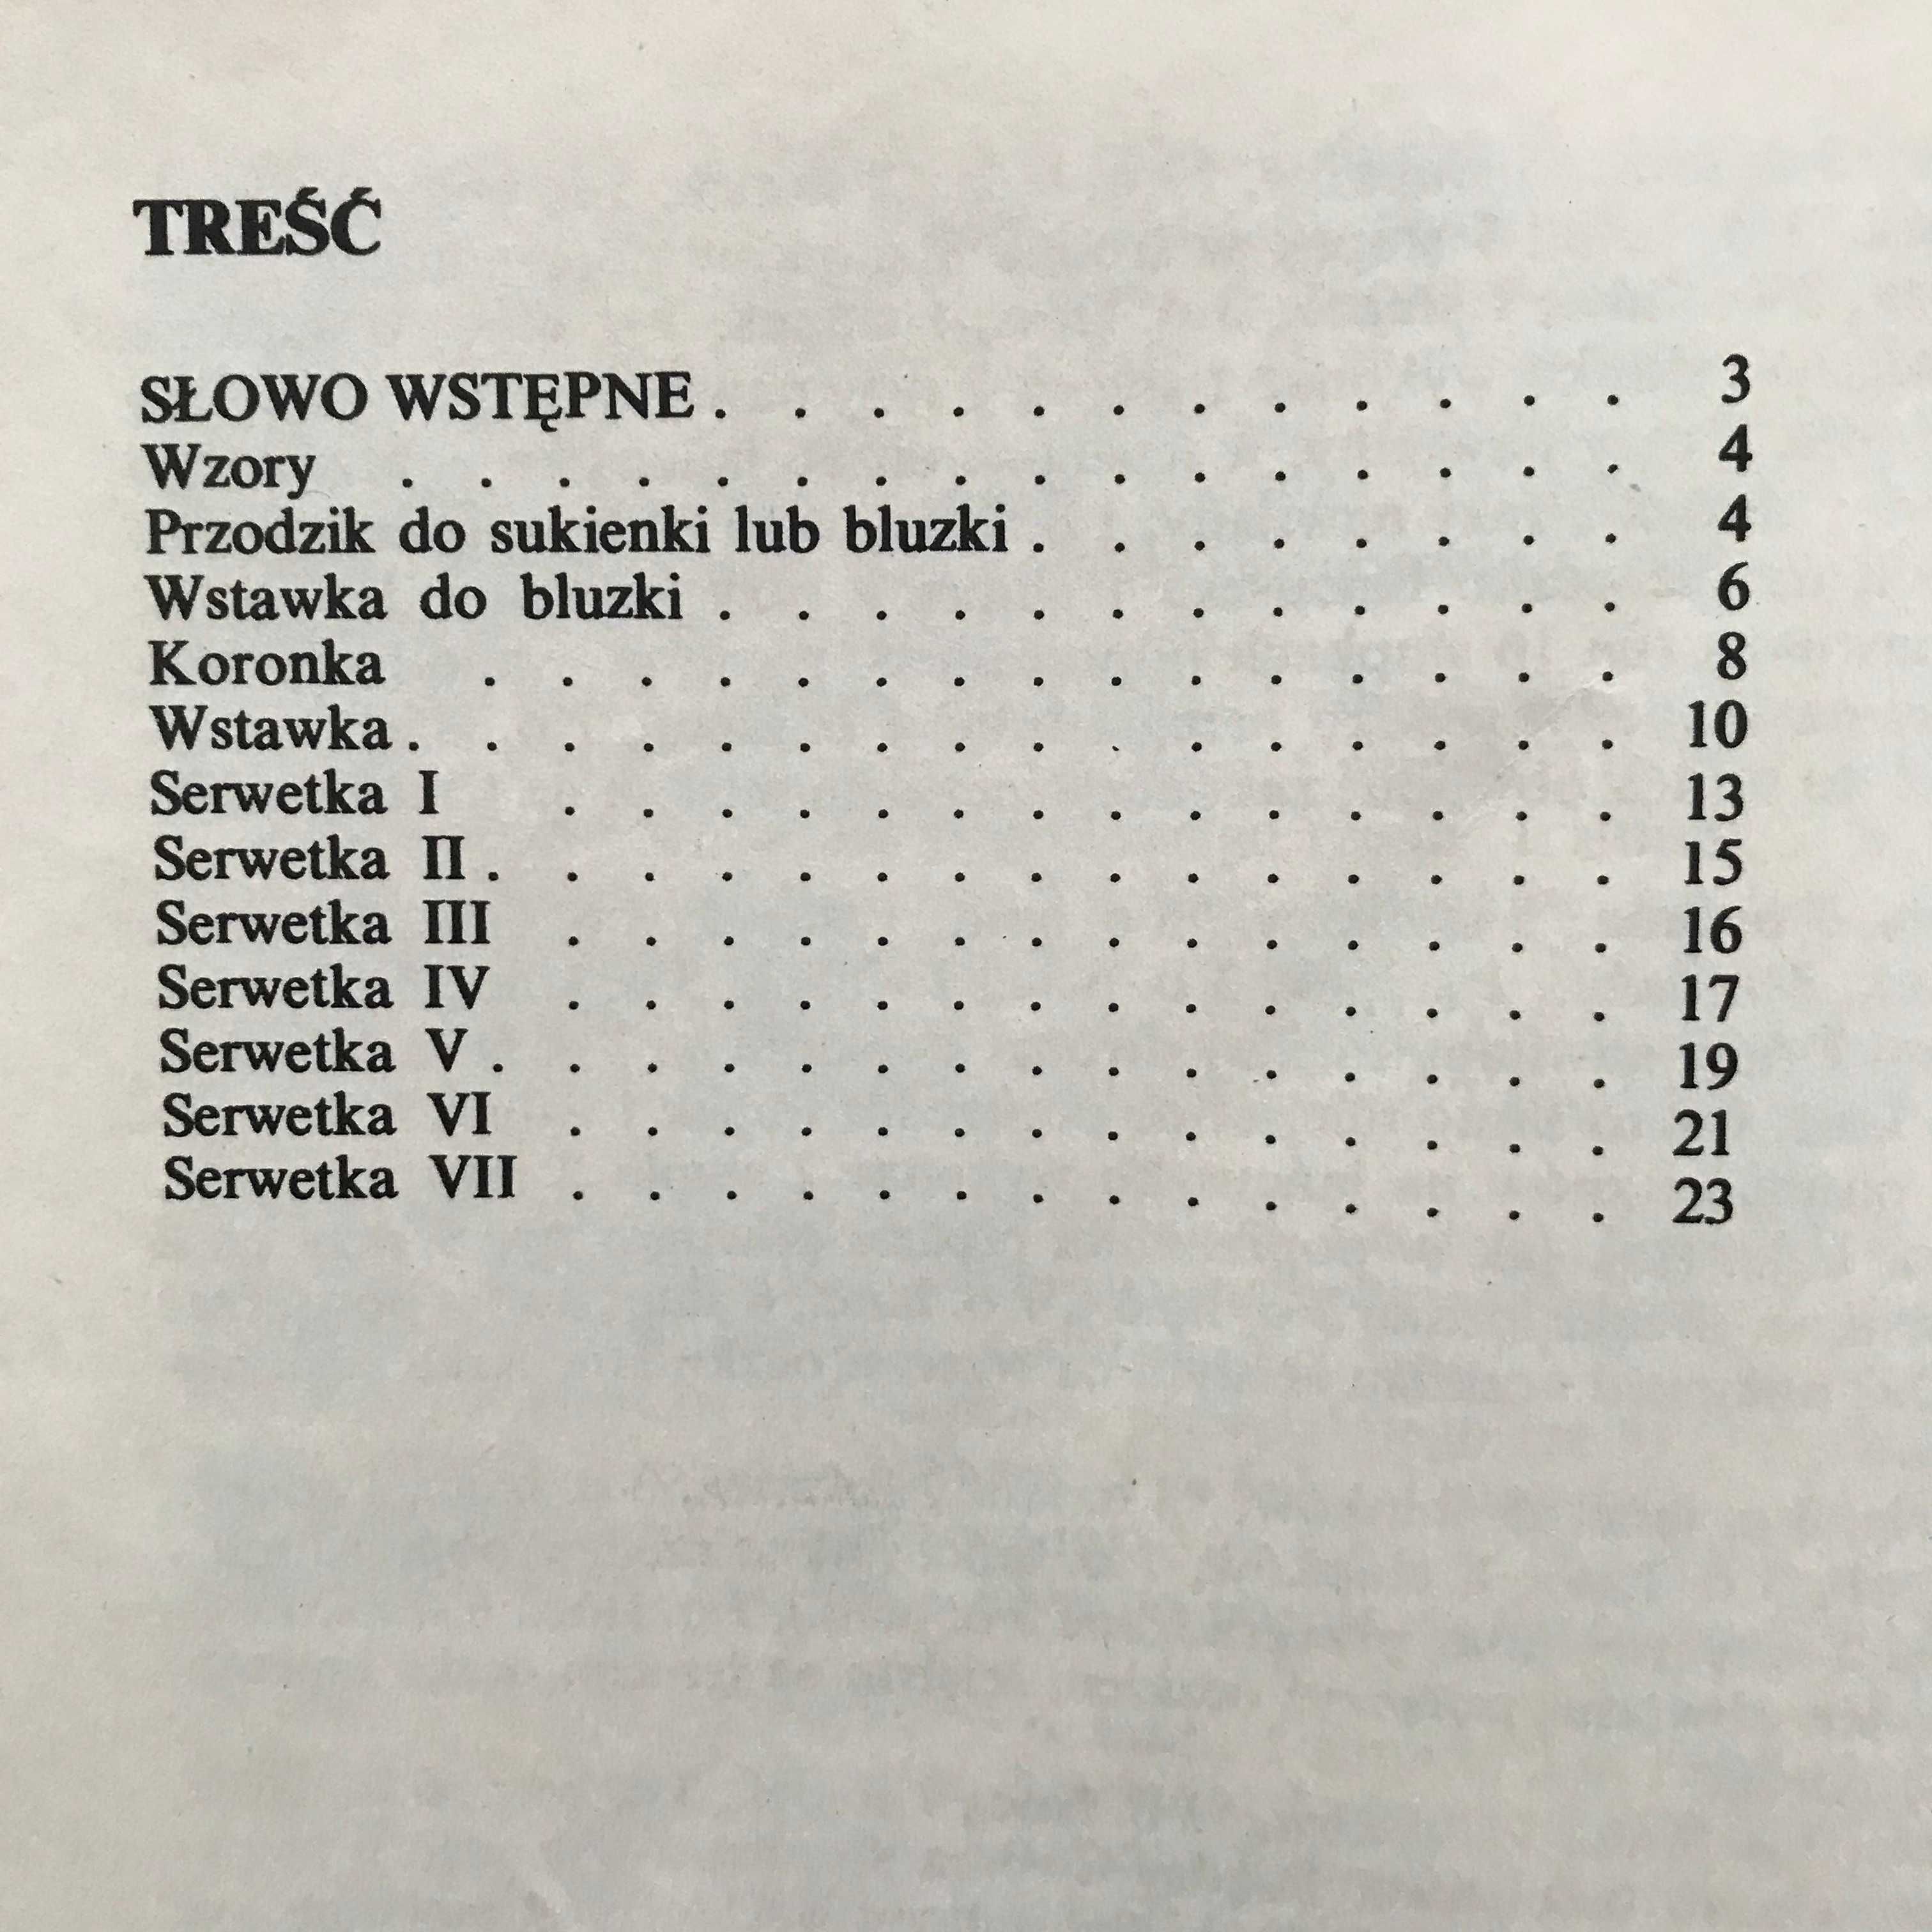 TREŚĆ
SŁOWO WSTĘPNE . . . . . . . . . . . . 3
Wzory . . . . . . . . . . . . . . . . 4
Przodzik do sukienki lub bluzki . . . . . . . . 4
Wstawka do bluzki . . . . . . . . . . . . 6
Koronka . . . . . . . . . . . . . . . 8
Wstawka . . . . . . . . . . . . . . . . 10
Serwetka I . . . . . . . . . . . . . . 13
Serwetka II . . . . . . . . . . . . . . . 15
Serwetka III . . . . . . . . . . . . . . 16
Serwetka IV . . . . . . . . . . . . . . 17
Serwetka V . . . . . . . . . . . . . . . 19
Serwetka VI . . . . . . . . . . . . . . 21
Serwetka VII . . . . . . . . . . . . . . 23